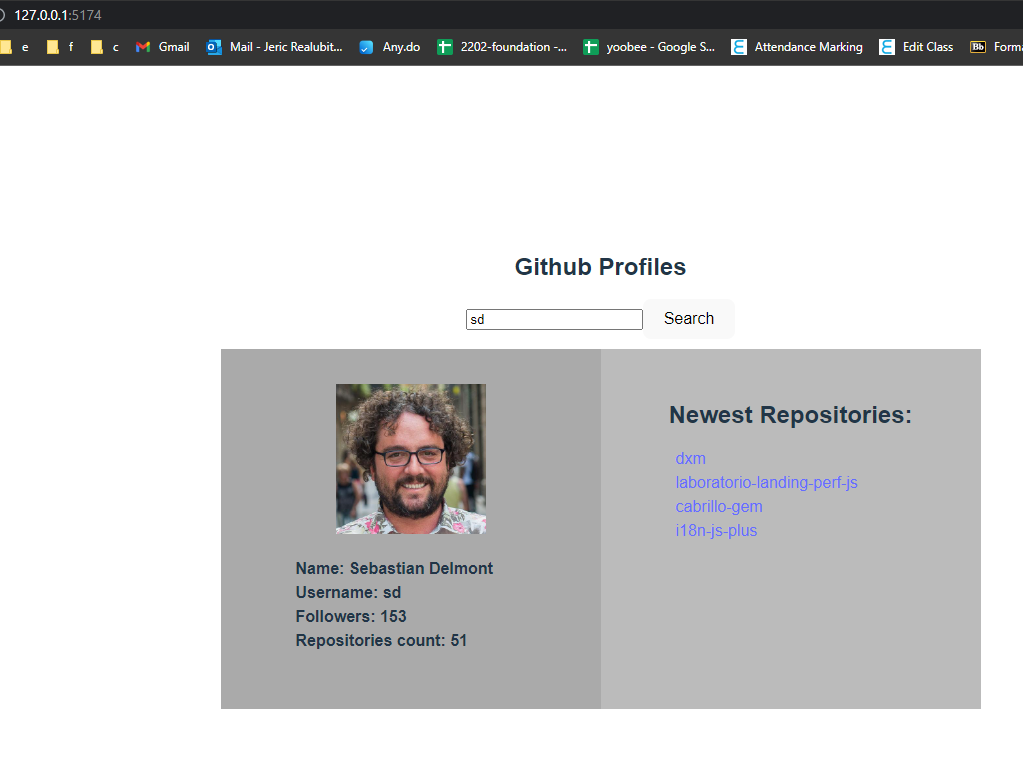 127.0.0.1:5174
e f c Gmail Mail - Jeric Realubit... Any.do 2202-foundation -... yoobee - Google S... Attendance Marking Edit Class Bb Forma
Github Profiles
sd Search
Name: Sebastian Delmont
Username: sd
Followers: 153
Repositories count: 51
Newest Repositories:
dxm
laboratorio-landing-perf-js
cabrillo-gem
i18n-js-plus